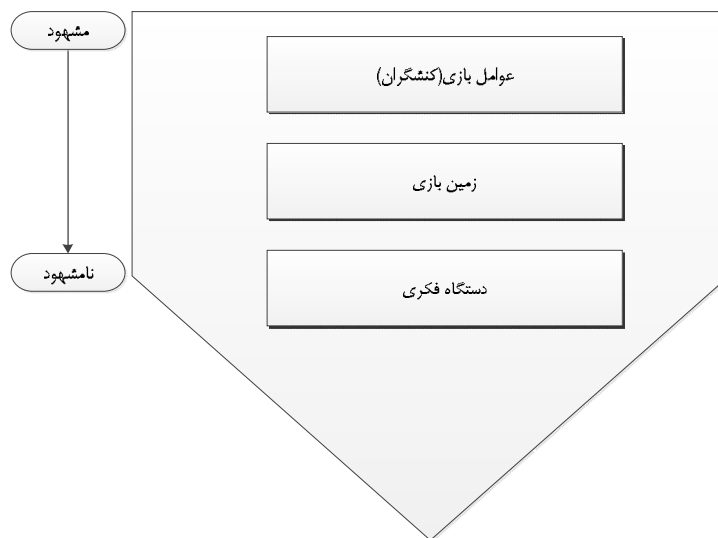 مشهود
عوامل بازی(کنشگران)
زمین بازی
نامشهود
دستگاه فکری